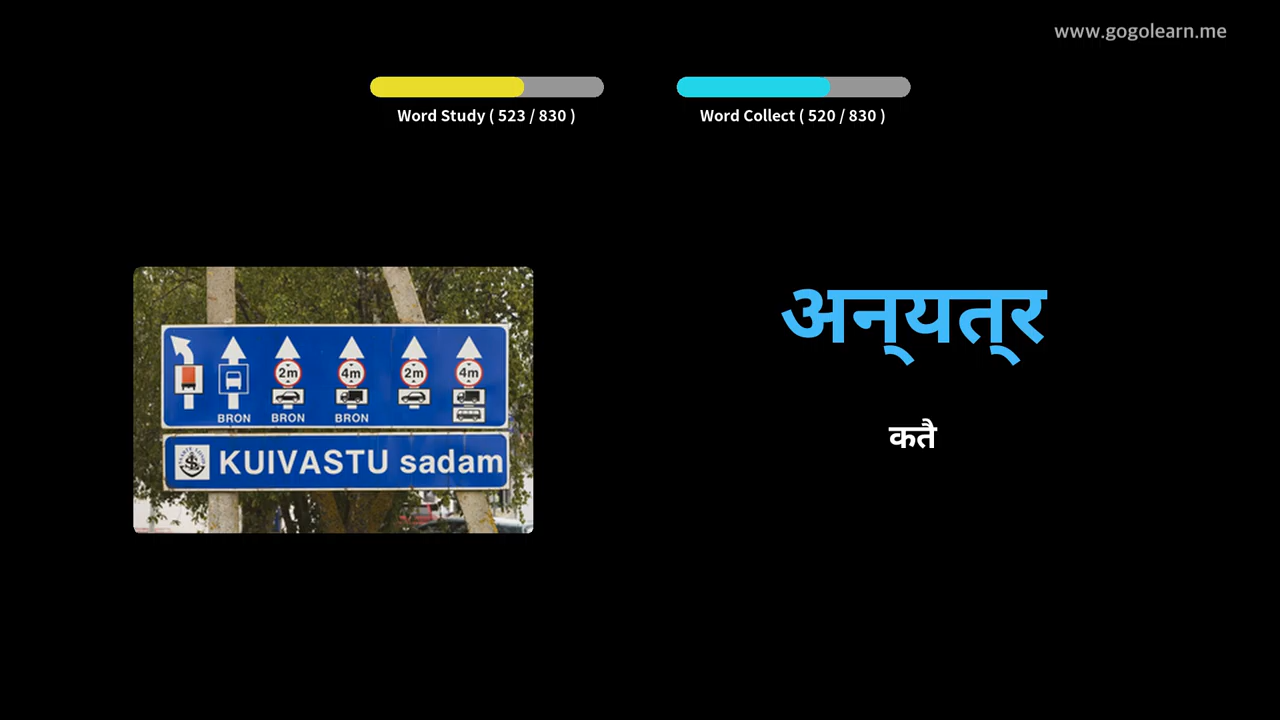 www.gogolearn.me
Word Study ( 523 / 830 )
Word Collect ( 520 / 830 )
2m 4m 2m 4m
BRON BRON BRON
KUIVASTU sadam
अन्‌यत्‌र
कतै